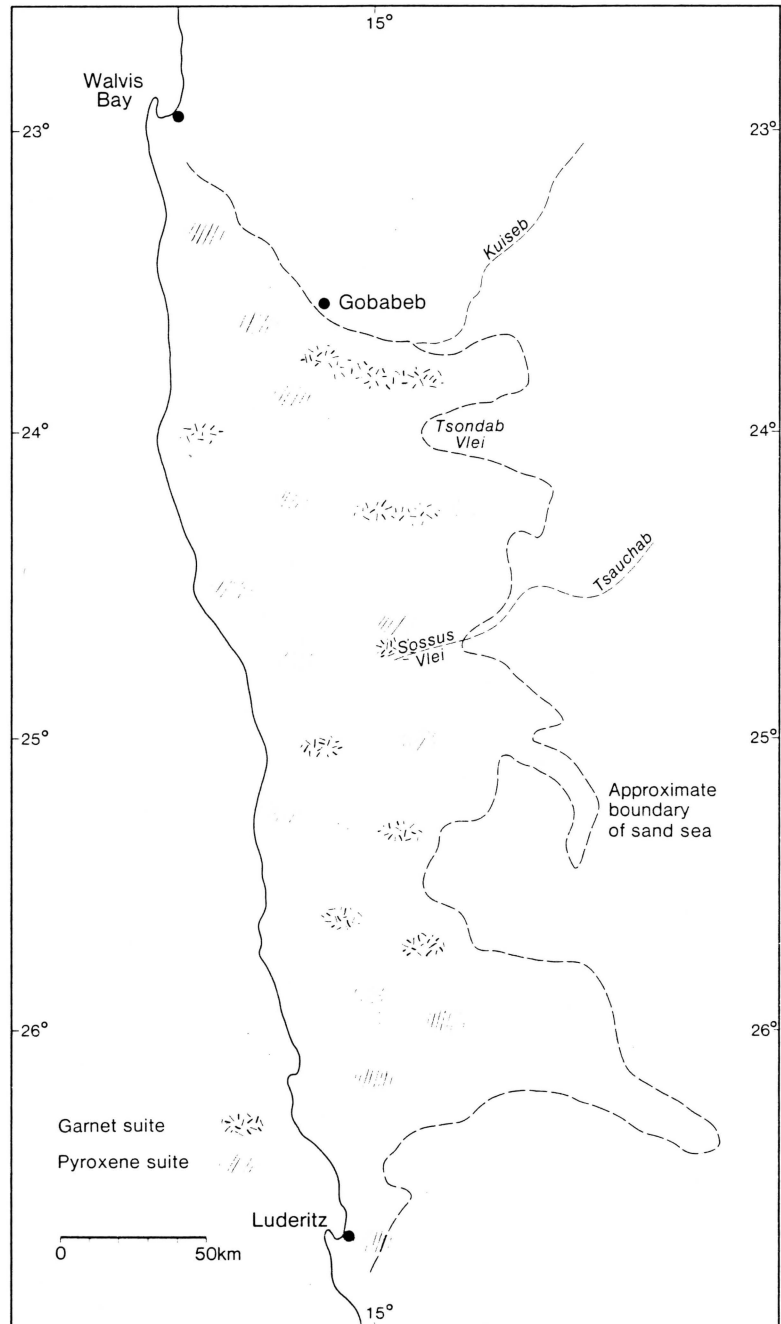 15°
Walvis
Bay
23°
23°
Kuiseb
Gobabeb
24°
Tsondab
Vlei
24°
Tsauchab
Sossus
Vlei
25°
25°
Approximate
boundary
of sand sea
26°
26°
Garnet suite
Pyroxene suite
Luderitz
0 50km
15°